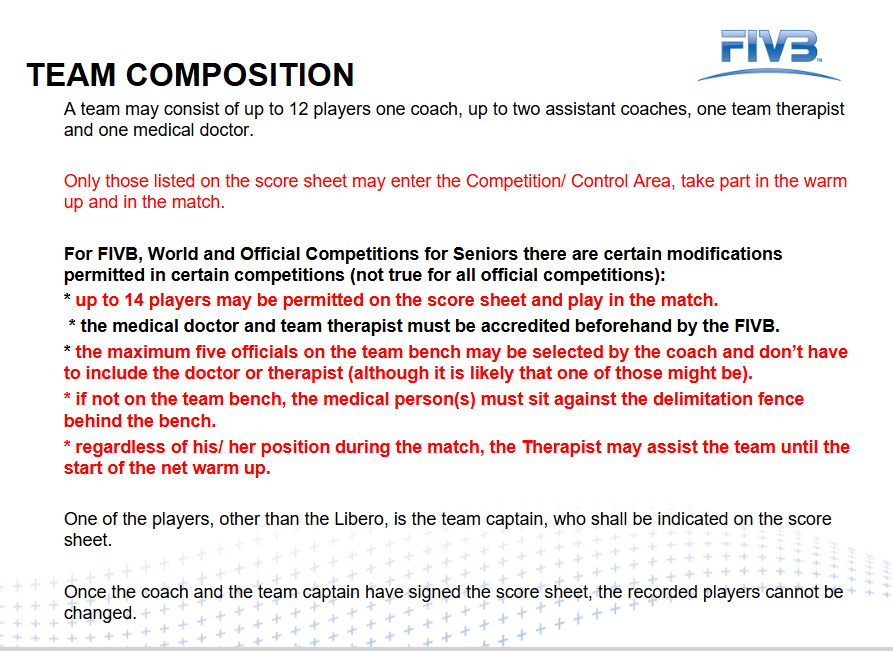 FIVB
TEAM COMPOSITION
A team may consist of up to 12 players one coach, up to two assistant coaches, one team therapist
and one medical doctor.
Only those listed on the score sheet may enter the Competition/ Control Area, take part in the warm
up and in the match.
For FIVB, World and Official Competitions for Seniors there are certain modifications
permitted in certain competitions (not true for all official competitions):
* up to 14 players may be permitted on the score sheet and play in the match.
* the medical doctor and team therapist must be accredited beforehand by the FIVB.
* the maximum five officials on the team bench may be selected by the coach and don’t have
to include the doctor or therapist (although it is likely that one of those might be).
* if not on the team bench, the medical person(s) must sit against the delimitation fence
behind the bench.
* regardless of his/ her position during the match, the Therapist may assist the team until the
start of the net warm up.
One of the players, other than the Libero, is the team captain, who shall be indicated on the score
sheet.
Once the coach and the team captain have signed the score sheet, the recorded players cannot be
changed.